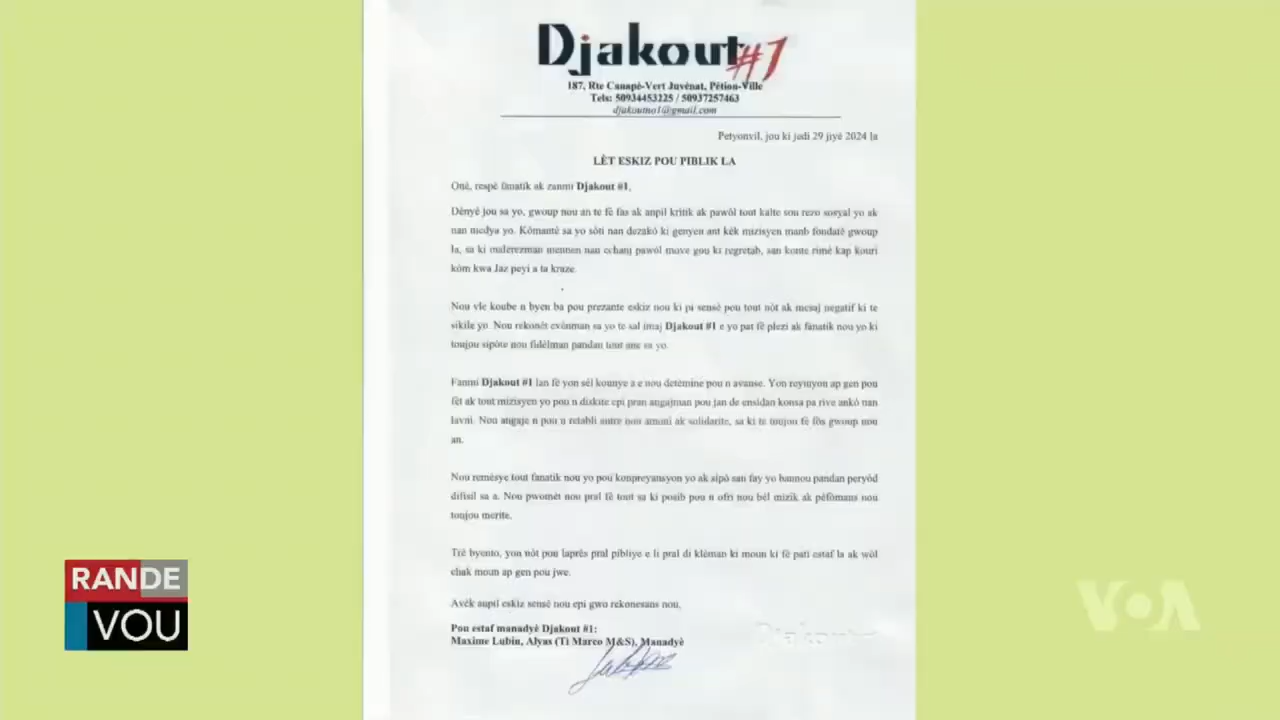 Djakout #1
187, Rte Canapé-Vert Juvénat, Pétion-Ville
Tels: 50934453225 / 50937257463
djakoutno1@gmail.com
Petyonvil, jou ki jedi 29 jiyè 2024 la
LÈT ESKIZ POU PIBLIK LA
Onè, respè fanatik ak zanmi Djakout #1,
Dènyè jou sa yo, gwoup nou an te fè fas ak anpil kritik ak pawòl tout kalte sou rezo sosyal yo ak
nan medya yo. Kòmantè sa yo sòti nan dezakò ki genyen ant kèk mizisyen manb fondatè gwoup
la, sa ki malerezman mennen nan echanj pawòl move gou ki regretab, san konte rimè kap kouri
kòm kwa Jaz peyi a ta kraze.
Nou vle koube n byen ba pou prezante eskiz nou ki pi sensè pou tout nòt ak mesaj negatif ki te
sikile yo. Nou rekonèt evènman sa yo te sal imaj Djakout #1 e yo pat fè plezi ak fanatik nou yo ki
toujou sipòte nou fidèlman pandan tout ane sa yo.
Fanmi Djakout #1 lan fè yon sèl kounye a e nou detèmine pou n avanse. Yon reyinyon ap gen pou
fèt ak tout mizisyen yo pou n diskite epi pran angajman pou jan de ensidan konsa pa rive ankò nan
lavni. Nou angaje n pou n retabli antre nou amoni ak solidarite, sa ki te toujou fè fòs gwoup nou
an.
Nou remèsye tout fanatik nou yo pou konpreyansyon yo ak sipò san fay yo bannou pandan peryòd
difisil sa a. Nou pwomèt nou pral fè tout sa ki posib pou n ofri nou bèl mizik ak pèfòmans nou
toujou merite.
Trè byento, yon nòt pou laprès pral pibliye e li pral di klèman ki moun ki fè pati estaf la ak wòl
chak moun ap gen pou jwe.
Avèk anpil eskiz sensè nou epi gwo rekonesans nou,
Pou estaf manadyè Djakout #1:
Maxime Lubin, Alyas (Ti Marco M&S), Manadyè
Djakout
RANDE
VOU
VOA